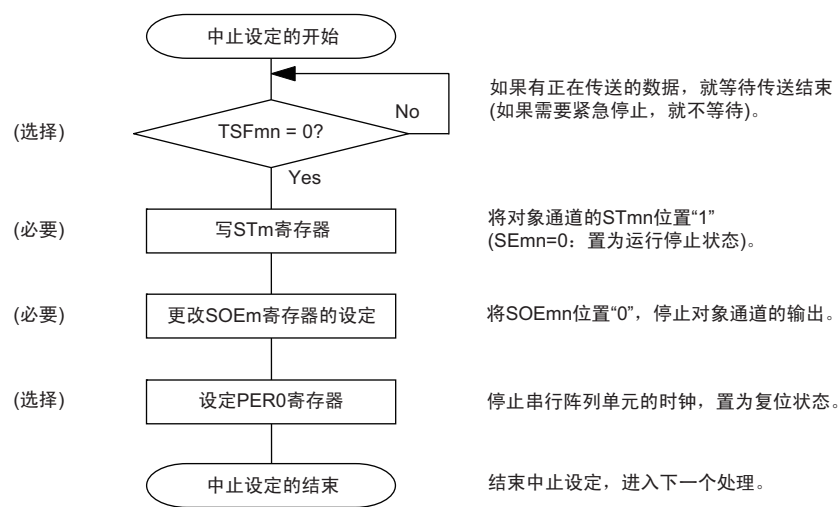 中止设定的开始
如果有正在传送的数据，就等待传送结束
(如果需要紧急停止，就不等待)。
No
(选择)
TSFmn = 0?
Yes
(必要)
写STm寄存器
将对象通道的STmn位置“1”
(SEmn=0：置为运行停止状态)。
(必要)
更改SOEm寄存器的设定
将SOEmn位置“0”，停止对象通道的输出。
(选择)
设定PER0寄存器
停止串行阵列单元的时钟，置为复位状态。
中止设定的结束
结束中止设定，进入下一个处理。